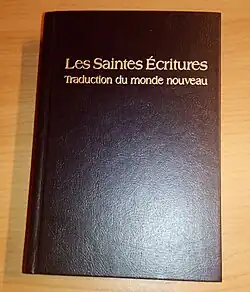 Les Saintes Écritures
Traduction du monde nouveau